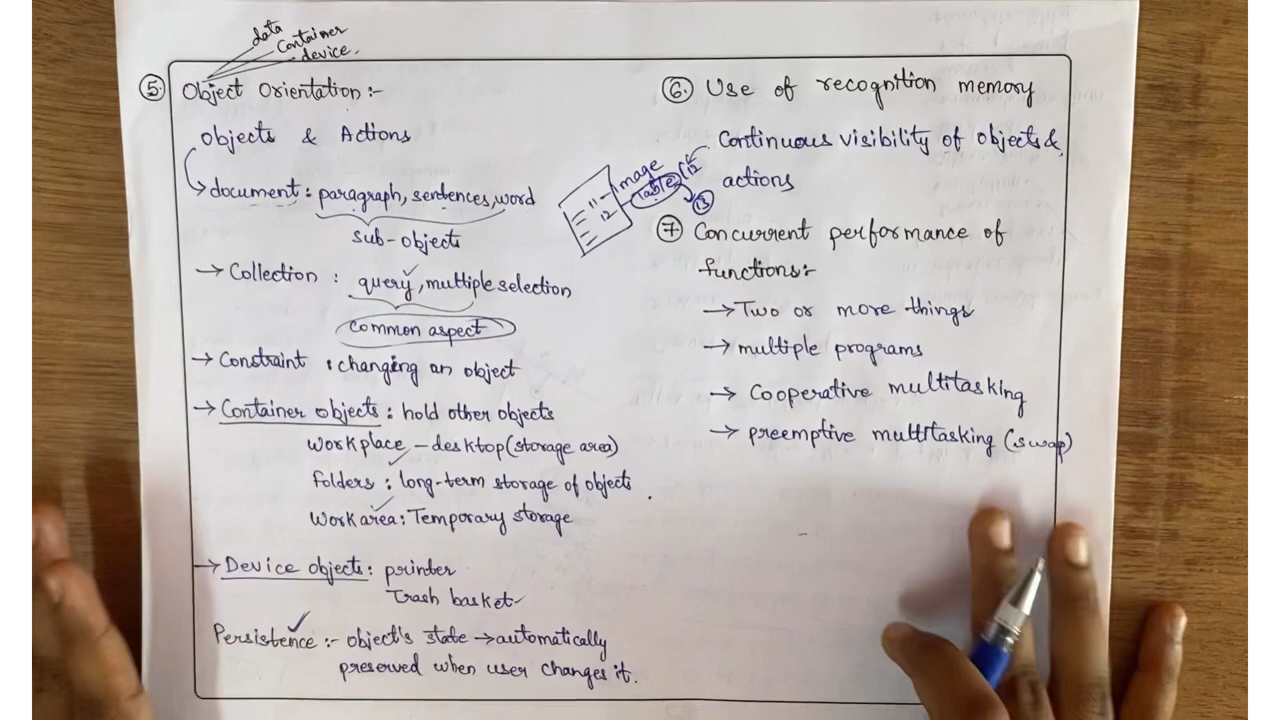 data
Container
device.
5. Object Orientation:-
Objects & Actions
document: paragraph, sentences, word
sub-objects
→ Collection : query, multiple selection
common aspect
→ Constraint : changing an object
→ Container objects: hold other objects
Workplace - desktop(storage area)
folders : long-term storage of objects.
Work area: Temporary storage
→ Device objects: printer
Trash basket
Persistence :- object's state → automatically
preserved when user changes it.
6. Use of recognition memory
Continuous visibility of objects &
actions
Image
Table
12
13
11
12
7 Concurrent performance of
functions:-
→ Two or more things
→ multiple programs
→ Cooperative multitasking
→ preemptive multitasking (swap)